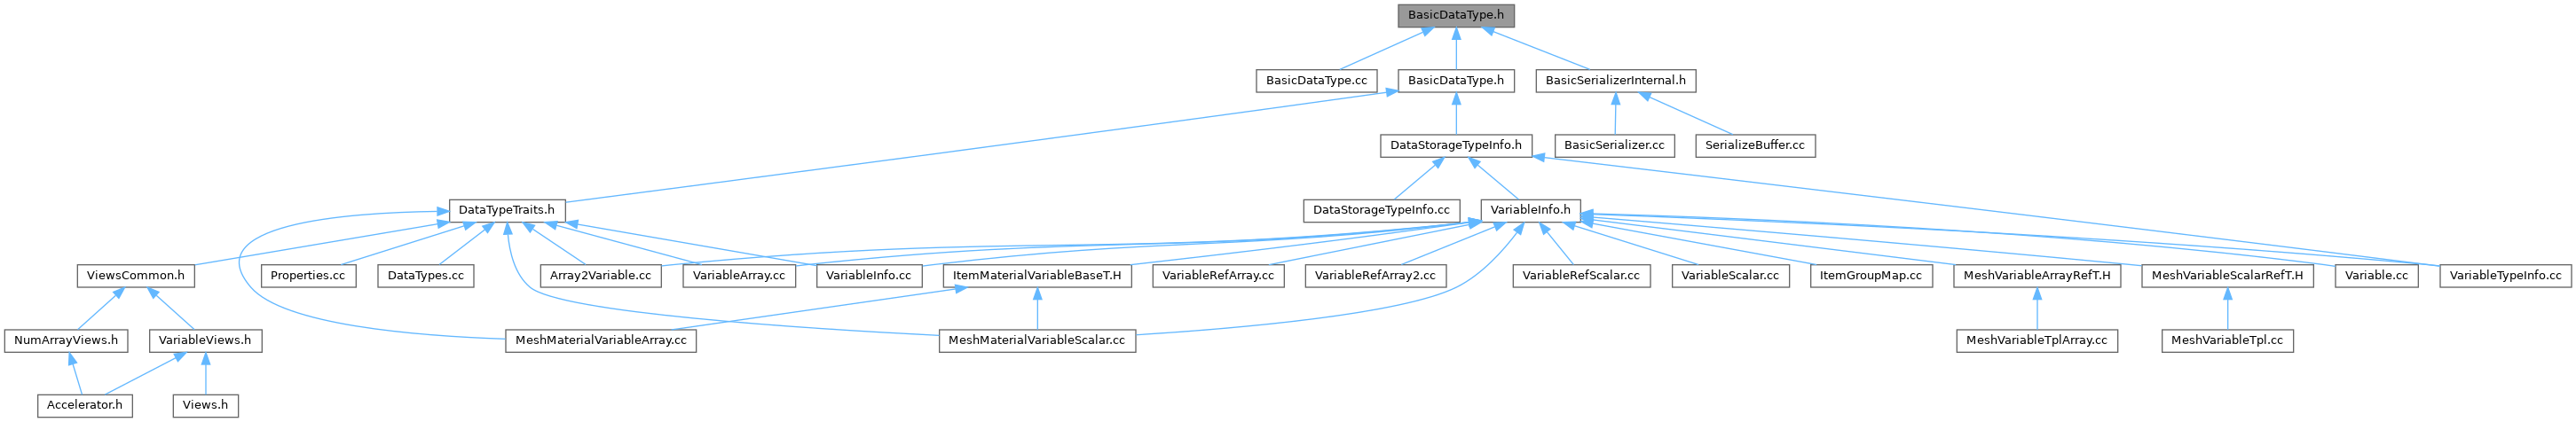 BasicDataType.h
BasicDataType.cc
BasicDataType.h
BasicSerializerInternal.h
DataStorageTypeInfo.h
BasicSerializer.cc
SerializeBuffer.cc
DataTypeTraits.h
DataStorageTypeInfo.cc
VariableInfo.h
ViewsCommon.h
Properties.cc
DataTypes.cc
Array2Variable.cc
VariableArray.cc
VariableInfo.cc
ItemMaterialVariableBaseT.H
VariableRefArray.cc
VariableRefArray2.cc
VariableRefScalar.cc
VariableScalar.cc
ItemGroupMap.cc
MeshVariableArrayRefT.H
MeshVariableScalarRefT.H
Variable.cc
VariableTypeInfo.cc
NumArrayViews.h
VariableViews.h
MeshMaterialVariableArray.cc
MeshMaterialVariableScalar.cc
MeshVariableTplArray.cc
MeshVariableTpl.cc
Accelerator.h
Views.h